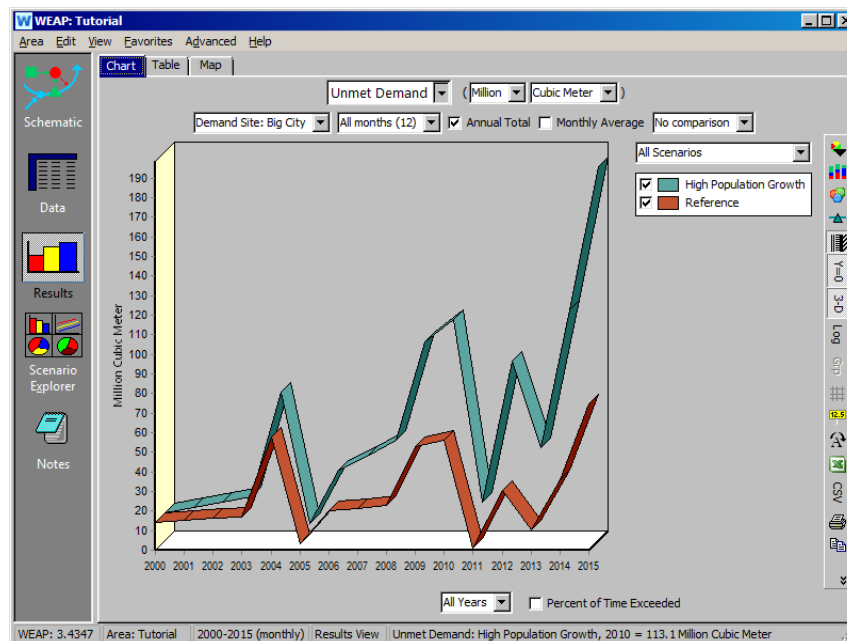 WEAP: Tutorial
Area Edit View Favorites Advanced Help
Chart Table Map
Unmet Demand ( Million Cubic Meter )
Demand Site: Big City All months (12) Annual Total Monthly Average No comparison
Schematic
Data
Results
Scenario
Explorer
Notes
All Scenarios
High Population Growth
Reference
Million Cubic Meter
190
180
170
160
150
140
130
120
110
100
90
80
70
60
50
40
30
20
10
0
2000 2001 2002 2003 2004 2005 2006 2007 2008 2009 2010 2011 2012 2013 2014 2015
Y=0
3-D
Log
Grp
12.5
CSV
All Years Percent of Time Exceeded
WEAP: 3.4347 Area: Tutorial 2000-2015 (monthly) Results View Unmet Demand: High Population Growth, 2010 = 113.1 Million Cubic Meter